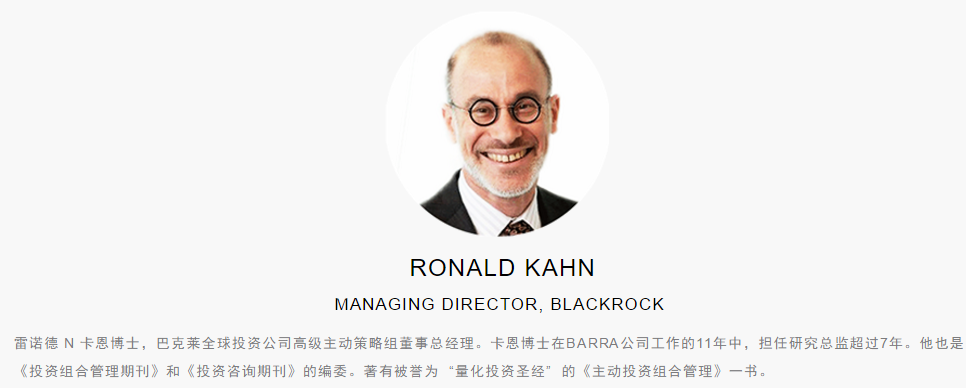 RONALD KAHN
MANAGING DIRECTOR, BLACKROCK
雷诺德 N 卡恩博士，巴克莱全球投资公司高级主动策略组董事总经理。卡恩博士在BARRA公司工作的11年中，担任研究总监超过7年。他也是
《投资组合管理期刊》和《投资咨询期刊》的编委。著有被誉为“量化投资圣经”的《主动投资组合管理》一书。